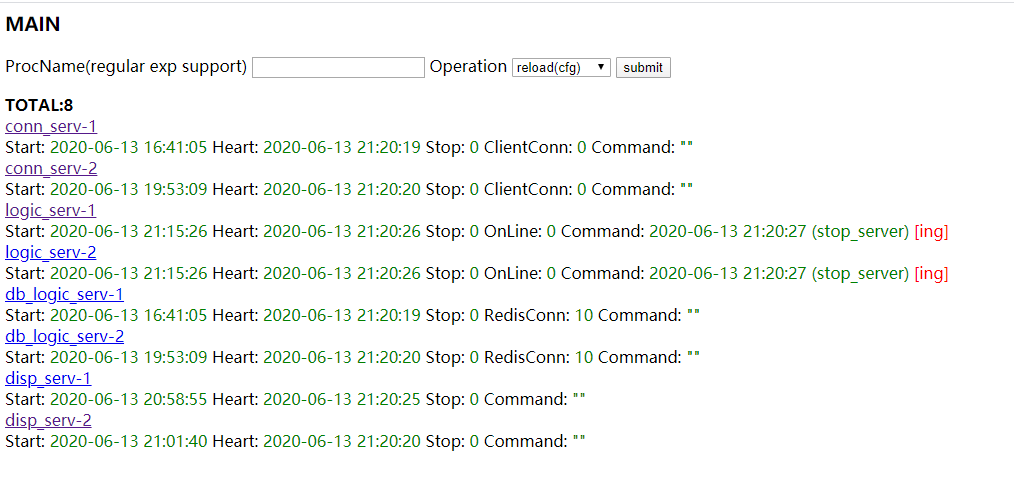 MAIN
ProcName(regular exp support) Operation reload(cfg) submit
TOTAL:8
conn_serv-1
Start: 2020-06-13 16:41:05 Heart: 2020-06-13 21:20:19 Stop: 0 ClientConn: 0 Command: ""
conn_serv-2
Start: 2020-06-13 19:53:09 Heart: 2020-06-13 21:20:20 Stop: 0 ClientConn: 0 Command: ""
logic_serv-1
Start: 2020-06-13 21:15:26 Heart: 2020-06-13 21:20:26 Stop: 0 OnLine: 0 Command: 2020-06-13 21:20:27 (stop_server) [ing]
logic_serv-2
Start: 2020-06-13 21:15:26 Heart: 2020-06-13 21:20:26 Stop: 0 OnLine: 0 Command: 2020-06-13 21:20:27 (stop_server) [ing]
db_logic_serv-1
Start: 2020-06-13 16:41:05 Heart: 2020-06-13 21:20:19 Stop: 0 RedisConn: 10 Command: ""
db_logic_serv-2
Start: 2020-06-13 19:53:09 Heart: 2020-06-13 21:20:20 Stop: 0 RedisConn: 10 Command: ""
disp_serv-1
Start: 2020-06-13 20:58:55 Heart: 2020-06-13 21:20:25 Stop: 0 Command: ""
disp_serv-2
Start: 2020-06-13 21:01:40 Heart: 2020-06-13 21:20:20 Stop: 0 Command: ""